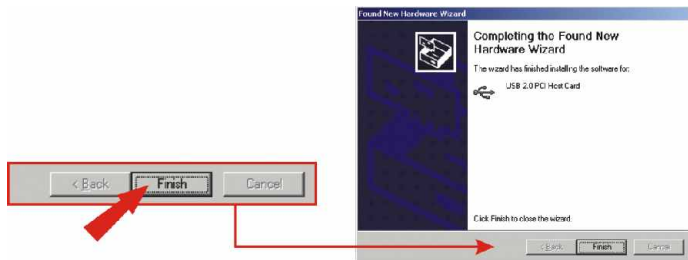 Found New Hardware Wizard
Completing the Found New
Hardware Wizard
The wizard has finished installing the software for:
USB 2.0 PCI Host Card
Click Finish to close the wizard.
< Back Finish Cancel
< Back Finish Cancel